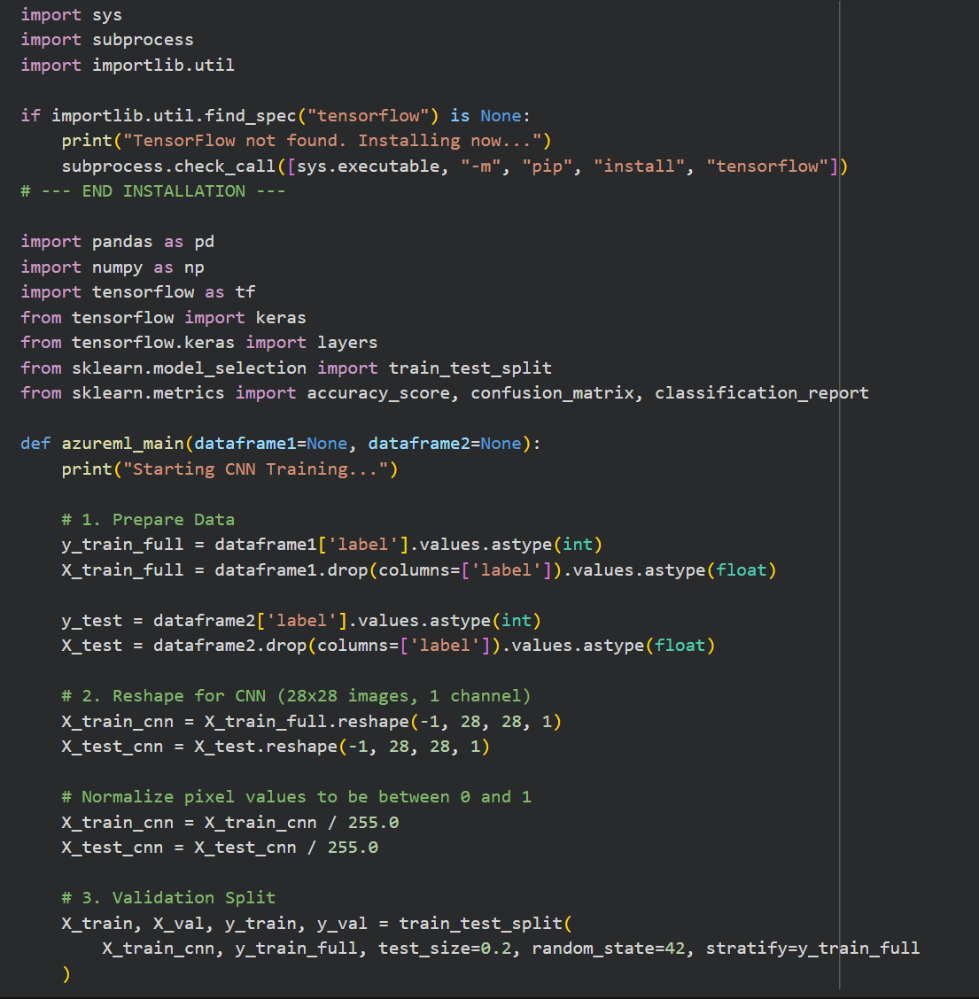 import sys
import subprocess
import importlib.util

if importlib.util.find_spec("tensorflow") is None:
    print("TensorFlow not found. Installing now...")
    subprocess.check_call([sys.executable, "-m", "pip", "install", "tensorflow"])
# --- END INSTALLATION ---

import pandas as pd
import numpy as np
import tensorflow as tf
from tensorflow import keras
from tensorflow.keras import layers
from sklearn.model_selection import train_test_split
from sklearn.metrics import accuracy_score, confusion_matrix, classification_report

def azureml_main(dataframe1=None, dataframe2=None):
    print("Starting CNN Training...")

    # 1. Prepare Data
    y_train_full = dataframe1['label'].values.astype(int)
    X_train_full = dataframe1.drop(columns=['label']).values.astype(float)

    y_test = dataframe2['label'].values.astype(int)
    X_test = dataframe2.drop(columns=['label']).values.astype(float)

    # 2. Reshape for CNN (28x28 images, 1 channel)
    X_train_cnn = X_train_full.reshape(-1, 28, 28, 1)
    X_test_cnn = X_test.reshape(-1, 28, 28, 1)

    # Normalize pixel values to be between 0 and 1
    X_train_cnn = X_train_cnn / 255.0
    X_test_cnn = X_test_cnn / 255.0

    # 3. Validation Split
    X_train, X_val, y_train, y_val = train_test_split(
        X_train_cnn, y_train_full, test_size=0.2, random_state=42, stratify=y_train_full
    )